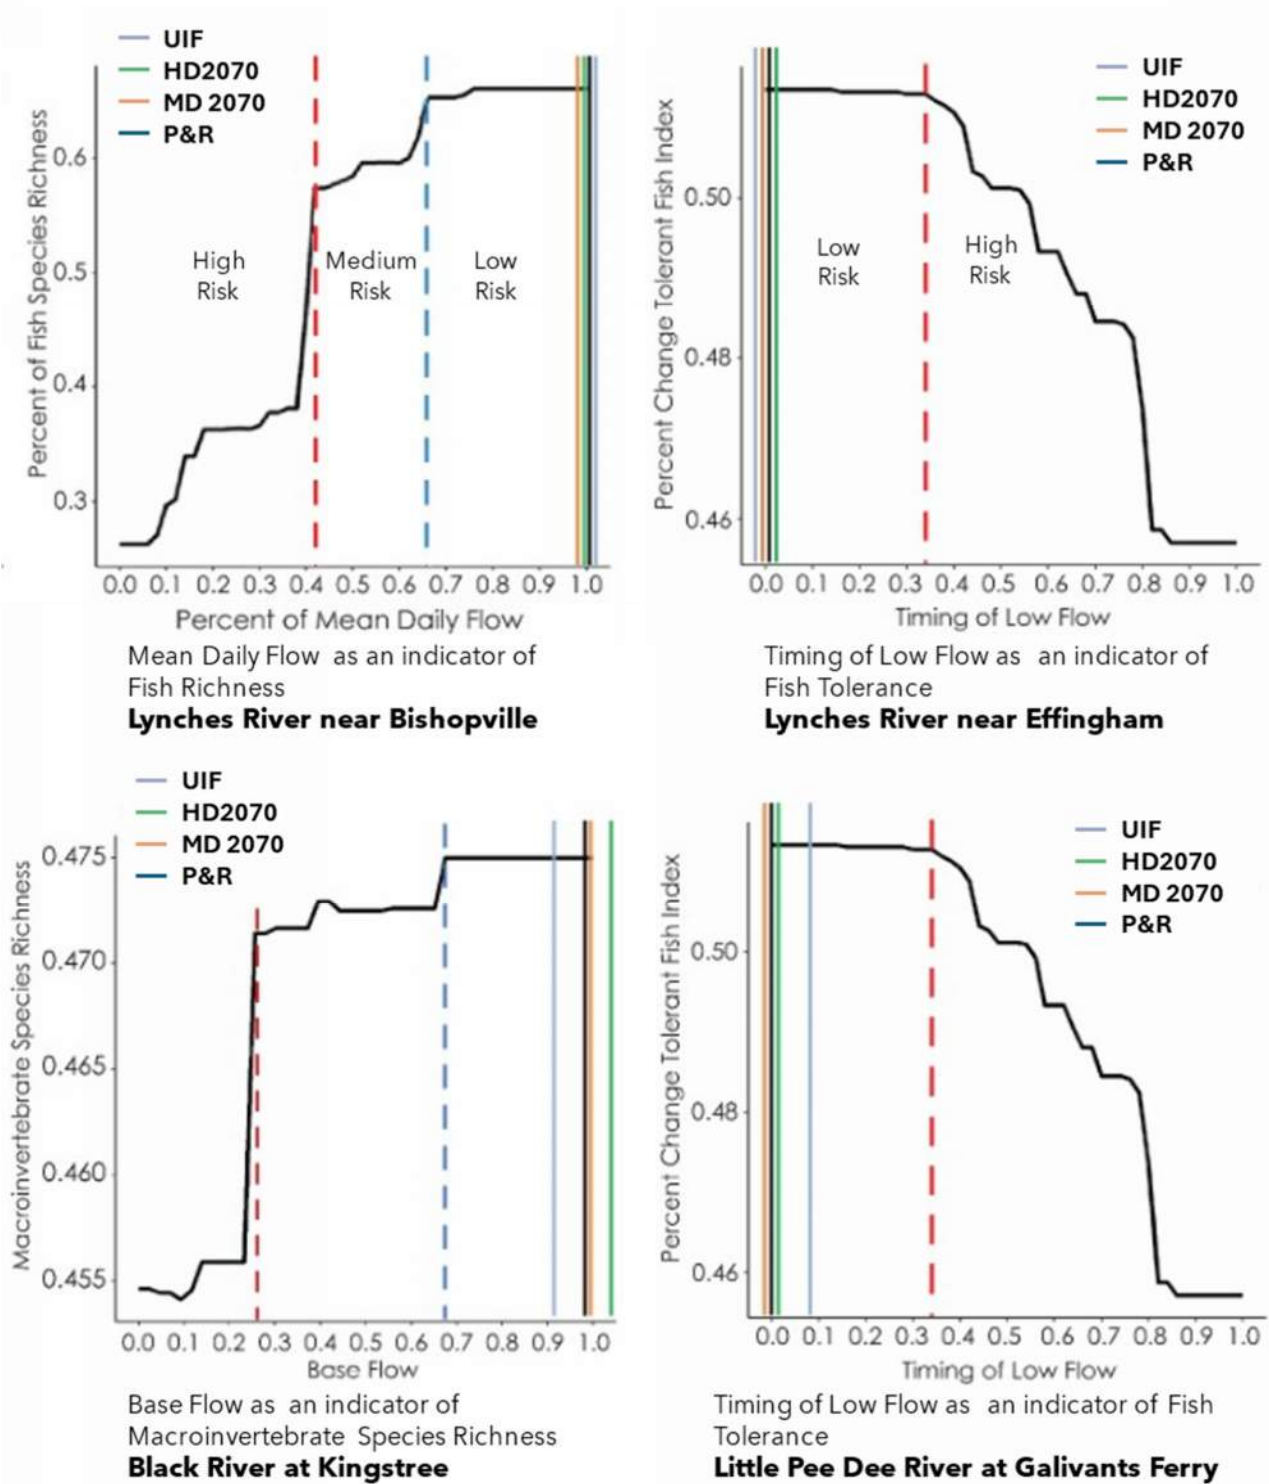 UIF
HD2070
MD 2070
P&R
Percent of Fish Species Richness
0.6
0.5
0.4
0.3
High
Risk
Medium
Risk
Low
Risk
0.0 0.1 0.2 0.3 0.4 0.5 0.6 0.7 0.8 0.9 1.0
Percent of Mean Daily Flow
Mean Daily Flow as an indicator of
Fish Richness
Lynches River near Bishopville
UIF
HD2070
MD 2070
P&R
Percent Change Tolerant Fish Index
0.50
0.48
0.46
Low
Risk
High
Risk
0.0 0.1 0.2 0.3 0.4 0.5 0.6 0.7 0.8 0.9 1.0
Timing of Low Flow
Timing of Low Flow as an indicator of
Fish Tolerance
Lynches River near Effingham
UIF
HD2070
MD 2070
P&R
Macroinvertebrate Species Richness
0.475
0.470
0.465
0.460
0.455
0.0 0.1 0.2 0.3 0.4 0.5 0.6 0.7 0.8 0.9 1.0
Base Flow
Base Flow as an indicator of
Macroinvertebrate Species Richness
Black River at Kingstree
UIF
HD2070
MD 2070
P&R
Percent Change Tolerant Fish Index
0.50
0.48
0.46
0.0 0.1 0.2 0.3 0.4 0.5 0.6 0.7 0.8 0.9 1.0
Timing of Low Flow
Timing of Low Flow as an indicator of Fish
Tolerance
Little Pee Dee River at Galivants Ferry